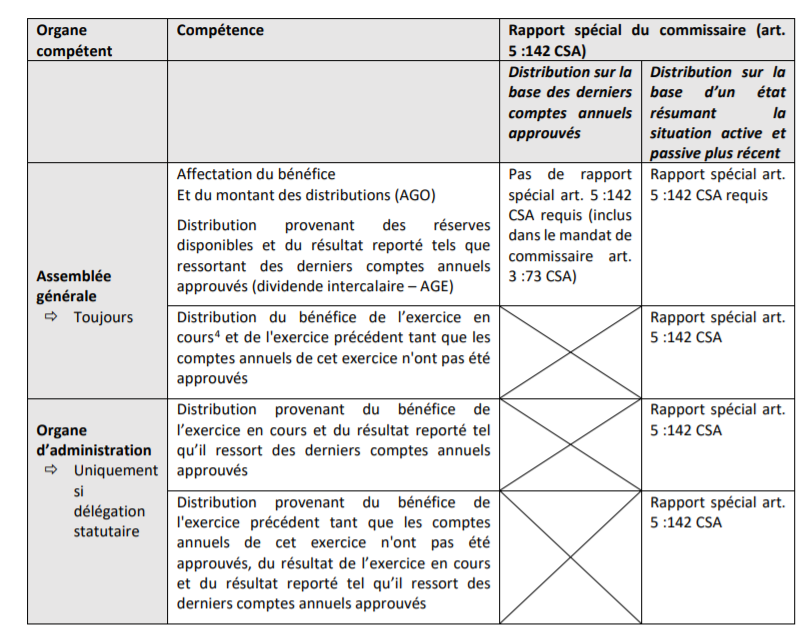 Organe
compétent
Compétence
Rapport spécial du commissaire (art.
5 :142 CSA)
Distribution sur la
base des derniers
comptes annuels
approuvés
Distribution sur la
base d’un état
résumant la
situation active et
passive plus récent
Assemblée
générale
⇨ Toujours
Affectation du bénéfice
Et du montant des distributions (AGO)
Distribution provenant des réserves
disponibles et du résultat reporté tels que
ressortant des derniers comptes annuels
approuvés (dividende intercalaire – AGE)
Pas de rapport
spécial art. 5 :142
CSA requis (inclus
dans le mandat de
commissaire art.
3 :73 CSA)
Rapport spécial art.
5 :142 CSA requis
Distribution du bénéfice de l’exercice en
cours⁴ et de l'exercice précédent tant que les
comptes annuels de cet exercice n'ont pas été
approuvés
Rapport spécial art.
5 :142 CSA
Organe
d’administration
⇨ Uniquement
si
délégation
statutaire
Distribution provenant du bénéfice de
l’exercice en cours et du résultat reporté tel
qu’il ressort des derniers comptes annuels
approuvés
Rapport spécial art.
5 :142 CSA
Distribution provenant du bénéfice de
l'exercice précédent tant que les comptes
annuels de cet exercice n'ont pas été
approuvés, du résultat de l’exercice en cours
et du résultat reporté tel qu’il ressort des
derniers comptes annuels approuvés
Rapport spécial art.
5 :142 CSA